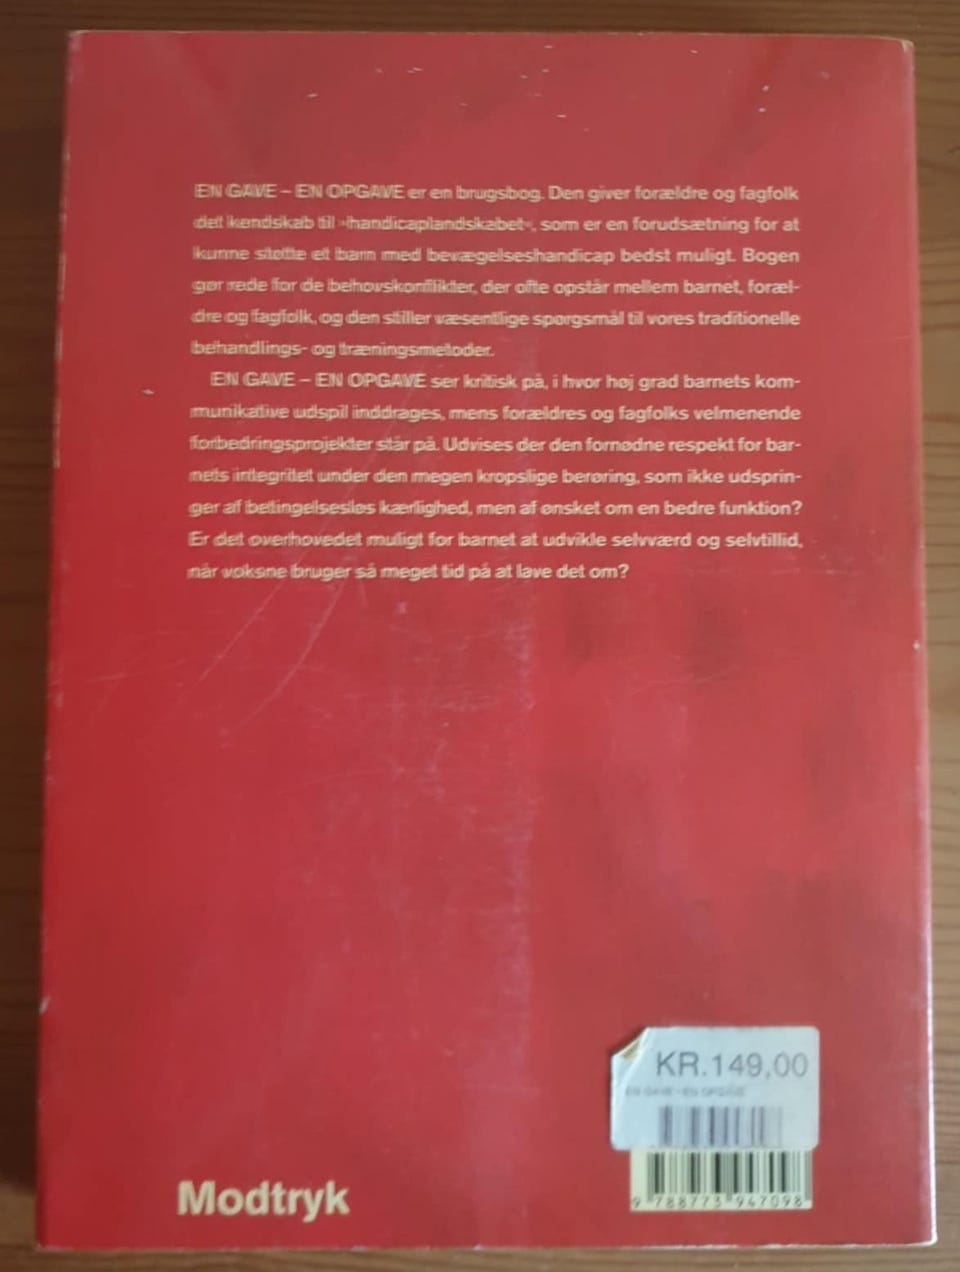 EN GAVE – EN OPGAVE er en brugsbog. Den giver forældre og fagfolk
det kendskab til »handicaplandskabet«, som er en forudsætning for at
kunne støtte et barn med bevægelseshandicap bedst muligt. Bogen
gør rede for de behovskonflikter, der ofte opstår mellem barnet, foræl-
dre og fagfolk, og den stiller væsentlige spørgsmål til vores traditionelle
behandlings- og træningsmetoder.
EN GAVE – EN OPGAVE ser kritisk på, i hvor høj grad barnets kom-
munikative udspil inddrages, mens forældres og fagfolks velmenende
forbedringsprojekter står på. Udvises der den fornødne respekt for bar-
nets integritet under den megen kropslige berøring, som ikke udsprin-
ger af betingelsesløs kærlighed, men af ønsket om en bedre funktion?
Er det overhovedet muligt for barnet at udvikle selvværd og selvtillid,
når voksne bruger så meget tid på at lave det om?
KR.149,00
EN GAVE - EN OPGAVE
9 788773 947098
Modtryk